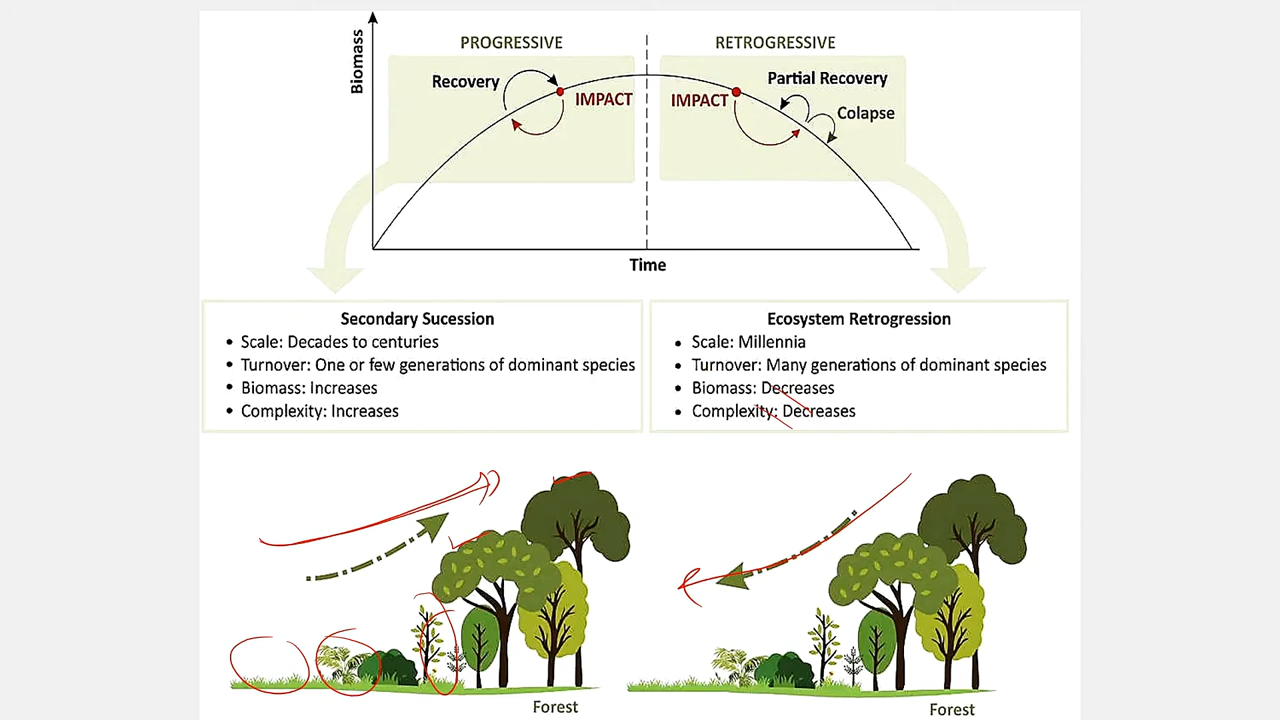 PROGRESSIVE
RETROGRESSIVE
Biomass
Recovery
IMPACT
IMPACT
Partial Recovery
Colapse
Time
Secondary Sucession
• Scale: Decades to centuries
• Turnover: One or few generations of dominant species
• Biomass: Increases
• Complexity: Increases
Ecosystem Retrogression
• Scale: Millennia
• Turnover: Many generations of dominant species
• Biomass: Decreases
• Complexity: Decreases
Forest
Forest